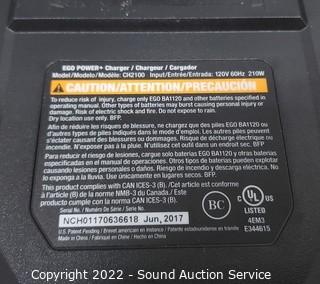 EGO POWER+ Charger / Chargeur / Cargador
Model/Modelo/Modèle: CH2100 Input/Entrée/Entrada: 120V 60Hz 210W
CAUTION/ATTENTION/PRECAUCIÓN
To reduce risk of injury, charge only EGO BA1120 and other batteries specified in
operating manual. Other types of batteries may burst causing personal injury or
damage. Risk of electric shock and fire. Do not expose to rain or snow.
Dry location use only. BFP.
Afin de réduire les risques de blessure, ne chargez que des piles EGO BA1120 ou
d'autres piles indiquées dans le mode d'emploi. Les autres piles peuvent
s'éclater causant des blessures ou dommages. Risque de décharge électrique ou
incendie. N'exposez pas à la pluie. N'utilisez cet outil dans un endroit sec. BFP
Para reducir el riesgo de lesiones, cargue solo baterías EGO BA1120 y otras baterías
especificadas en el manual de operaciones. Otros tipos de baterías pueden explotar
causando lesiones personales o daños. Riesgo de incendio y descarga eléctrica. No
lo exponga a la lluvia. Use únicamente en lugares secos. BFP.
This product complies with CAN ICES-3 (B). /Cet article est conforme à
l'article (B) de la norme NMB-3 du Canada. /Este producto
cumple con la norma CAN ICES-3 (B).
Serial No. / Numéro De Série / Serie No.
NCH01170636618 Jun, 2017
U.S. Patent Pending / Brevet américain en instance / Patente estadounidense en trámite
Made in China / Fabriqué en Chine / Hecho en China
BC
C UL US
LISTED
4EM3
E344615
Copyright 2022 - Sound Auction Service